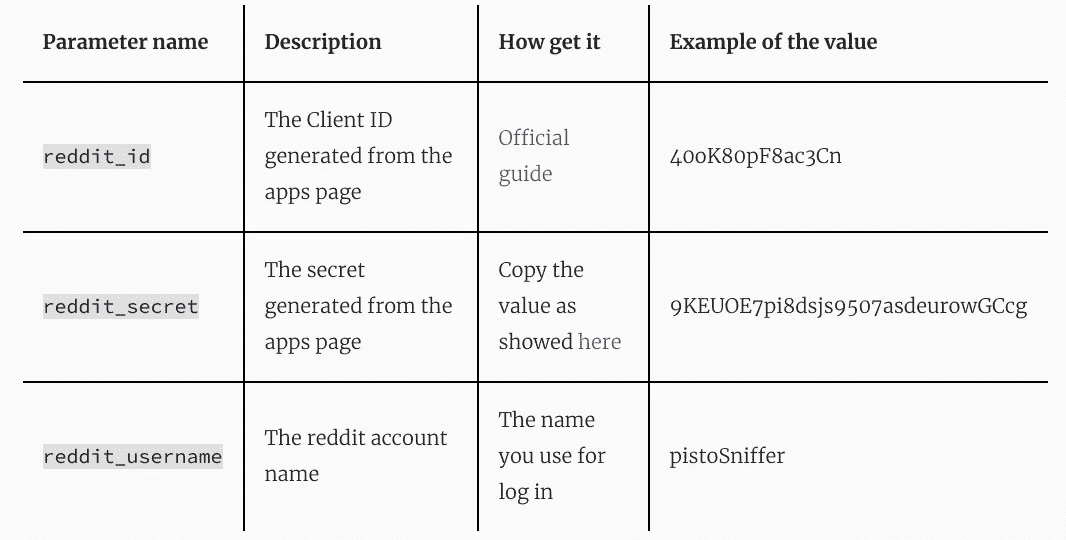 Parameter name Description How get it Example of the value
reddit_id
The Client ID
generated from the
apps page
Official
guide
40oK80pF8ac3Cn
reddit_secret
The secret
generated from the
apps page
Copy the
value as
showed here
9KEUOE7pi8dsjs9507asdeurowGCcg
reddit_username
The reddit account
name
The name
you use for
log in
pistoSniffer